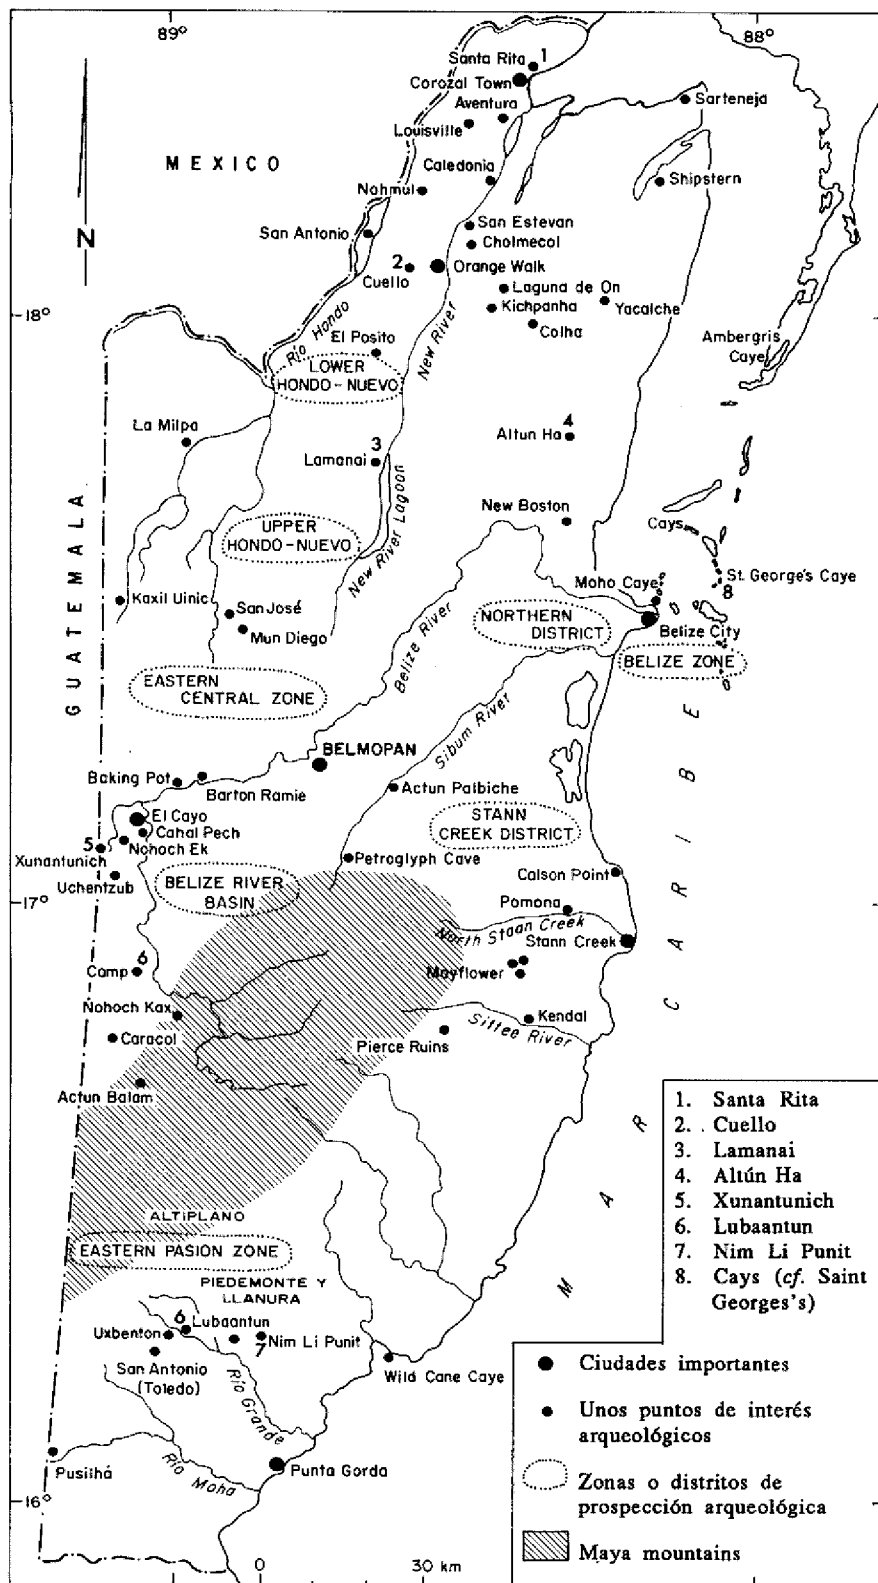 89°
88°
Santa Rita 1
Corozal Town
Aventura
Sarteneja
Louisville
MEXICO
Caledonia
Nohmul
Shipstern
San Estevan
San Antonio
Cholmecol
N
2
Orange Walk
Cuello
Laguna de On
Kichpanha
Yacalche
18°
Río Hondo
New River
Colha
El Posito
Ambergris
Caye
LOWER
HONDO-NUEVO
La Milpa
4
Altun Ha
3
Lamanai
GUATEMALA
New Boston
UPPER
HONDO-NUEVO
New River Lagoon
Cays
St. George's Caye
8
Moho Caye
Kaxil Uinic
San José
Mun Diego
NORTHERN
DISTRICT
Belize City
Belize River
BELIZE ZONE
EASTERN
CENTRAL ZONE
Sibum River
BELMOPAN
Baking Pot
Barton Ramie
Actun Palbiche
El Cayo
STANN
CREEK DISTRICT
Cahal Pech
5
Nohoch Ek
Xunantunich
Petroglyph Cave
Uchentzub
Calson Point
BELIZE RIVER
BASIN
17°
Pomona
North Staan Creek
Stann Creek
6
Camp
Mayflower
MAR CARIBE
Nohoch Kax
Kendal
Sittee River
Caracol
Pierce Ruins
Actun Balam
1. Santa Rita
2. Cuello
3. Lamanai
4. Altún Ha
5. Xunantunich
6. Lubaantun
7. Nim Li Punit
8. Cays (cf. Saint
Georges's)
ALTIPLANO
EASTERN PASION ZONE
PIEDEMONTE Y
LLANURA
6
Lubaantun
Uxbenton
Nim Li Punit
7
San Antonio
(Toledo)
Wild Cane Caye
Río Grande
Ciudades importantes
Unos puntos de interés
arqueológicos
Pusilhá
Río Moha
Punta Gorda
Zonas o distritos de
prospección arqueológica
16°
Maya mountains
0 30 km